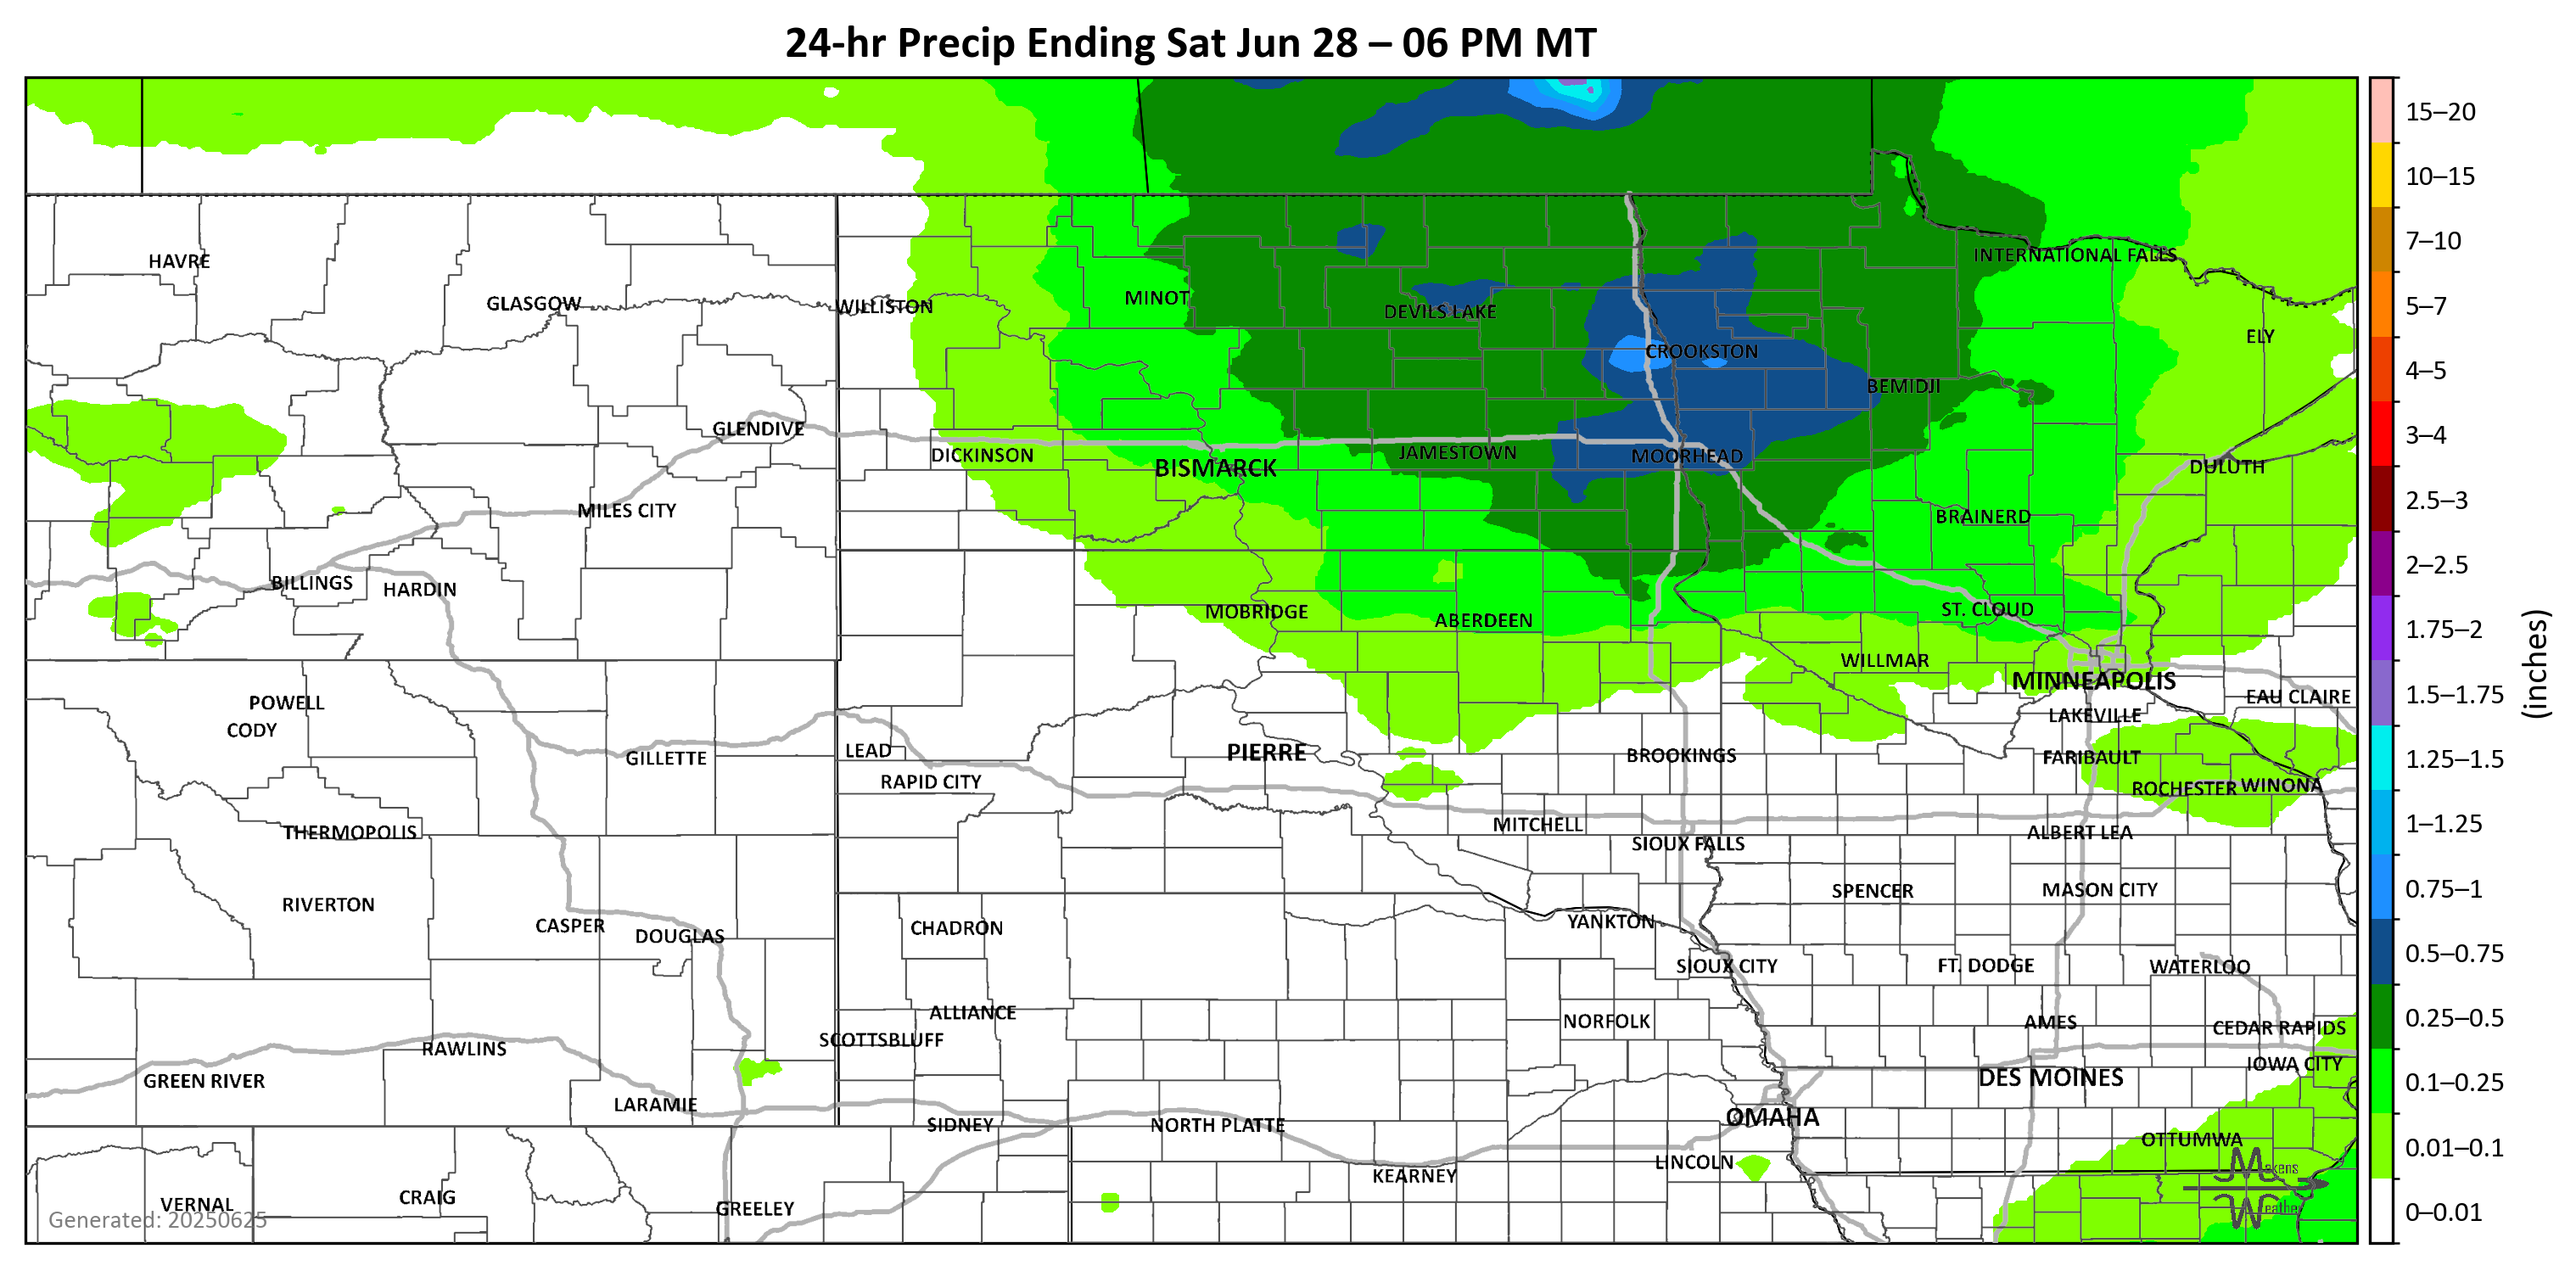 24-hr Precip Ending Sat Jun 28 – 06 PM MT
15–20
10–15
7–10
5–7
4–5
3–4
2.5–3
2–2.5
1.75–2
1.5–1.75
1.25–1.5
1–1.25
0.75–1
0.5–0.75
0.25–0.5
0.1–0.25
0.01–0.1
0–0.01
(inches)
HAVRE
GLASGOW
WILLISTON
MINOT
DEVILS LAKE
INTERNATIONAL FALLS
ELY
CROOKSTON
BEMIDJI
GLENDIVE
DICKINSON
BISMARCK
JAMESTOWN
MOORHEAD
DULUTH
MILES CITY
BRAINERD
BILLINGS
HARDIN
MOBRIDGE
ABERDEEN
ST. CLOUD
WILLMAR
MINNEAPOLIS
EAU CLAIRE
POWELL
CODY
LAKEVILLE
GILLETTE
LEAD
PIERRE
BROOKINGS
FARIBAULT
RAPID CITY
ROCHESTER
WINONA
THERMOPOLIS
MITCHELL
SIOUX FALLS
ALBERT LEA
RIVERTON
SPENCER
MASON CITY
CASPER
DOUGLAS
CHADRON
YANKTON
SIOUX CITY
FT. DODGE
WATERLOO
ALLIANCE
SCOTTSBLUFF
NORFOLK
AMES
CEDAR RAPIDS
RAWLINS
IOWA CITY
GREEN RIVER
DES MOINES
LARAMIE
SIDNEY
NORTH PLATTE
OMAHA
OTTUMWA
KEARNEY
LINCOLN
VERNAL
CRAIG
GREELEY
Makens
Weather
Generated: 20250625